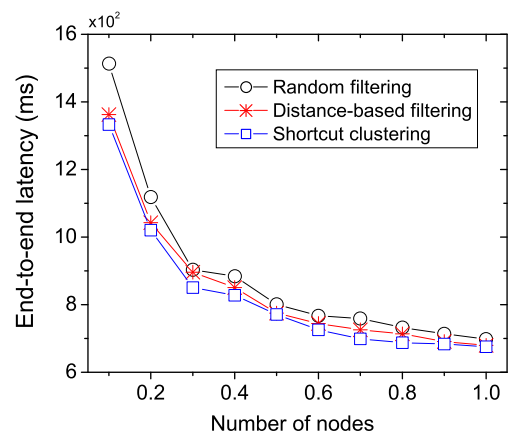 ×10²
16
14
12
10
8
6
End-to-end latency (ms)
Random filtering
Distance-based filtering
Shortcut clustering
0.2
0.4
0.6
0.8
1.0
Number of nodes